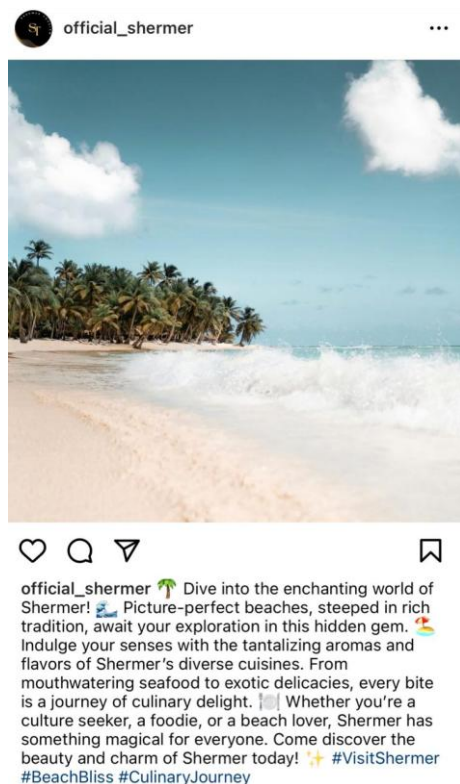 official_shermer
official_shermer 🌴 Dive into the enchanting world of
Shermer! 🌊 Picture-perfect beaches, steeped in rich
tradition, await your exploration in this hidden gem. 🏖️
Indulge your senses with the tantalizing aromas and
flavors of Shermer's diverse cuisines. From
mouthwatering seafood to exotic delicacies, every bite
is a journey of culinary delight. 🍽️ Whether you're a
culture seeker, a foodie, or a beach lover, Shermer has
something magical for everyone. Come discover the
beauty and charm of Shermer today! ✨ #VisitShermer
#BeachBliss #CulinaryJourney